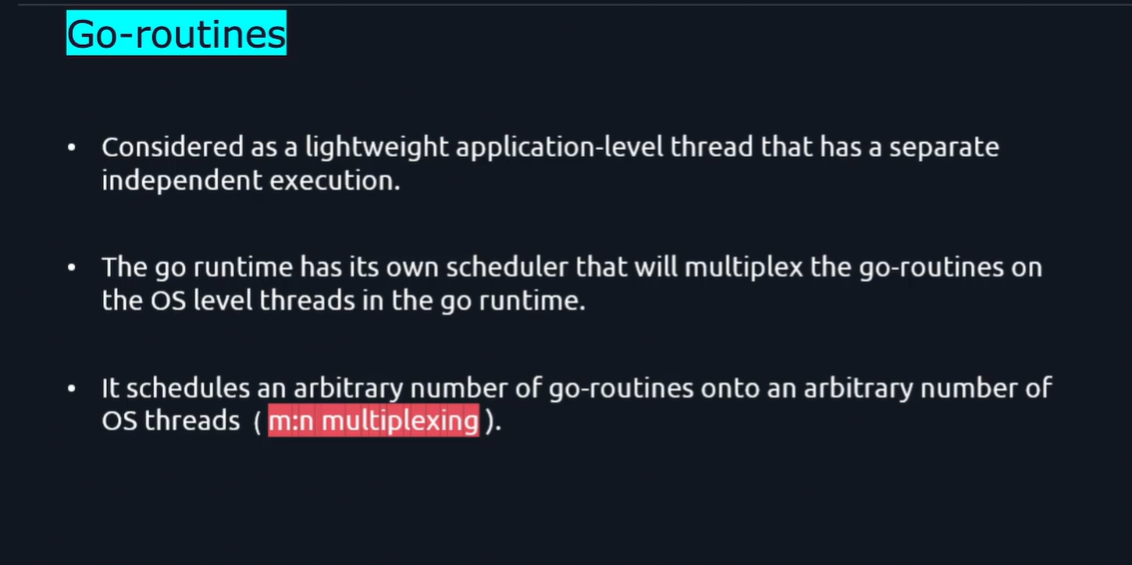 Go-routines
• Considered as a lightweight application-level thread that has a separate
independent execution.
• The go runtime has its own scheduler that will multiplex the go-routines on
the OS level threads in the go runtime.
• It schedules an arbitrary number of go-routines onto an arbitrary number of
OS threads ( m:n multiplexing ).